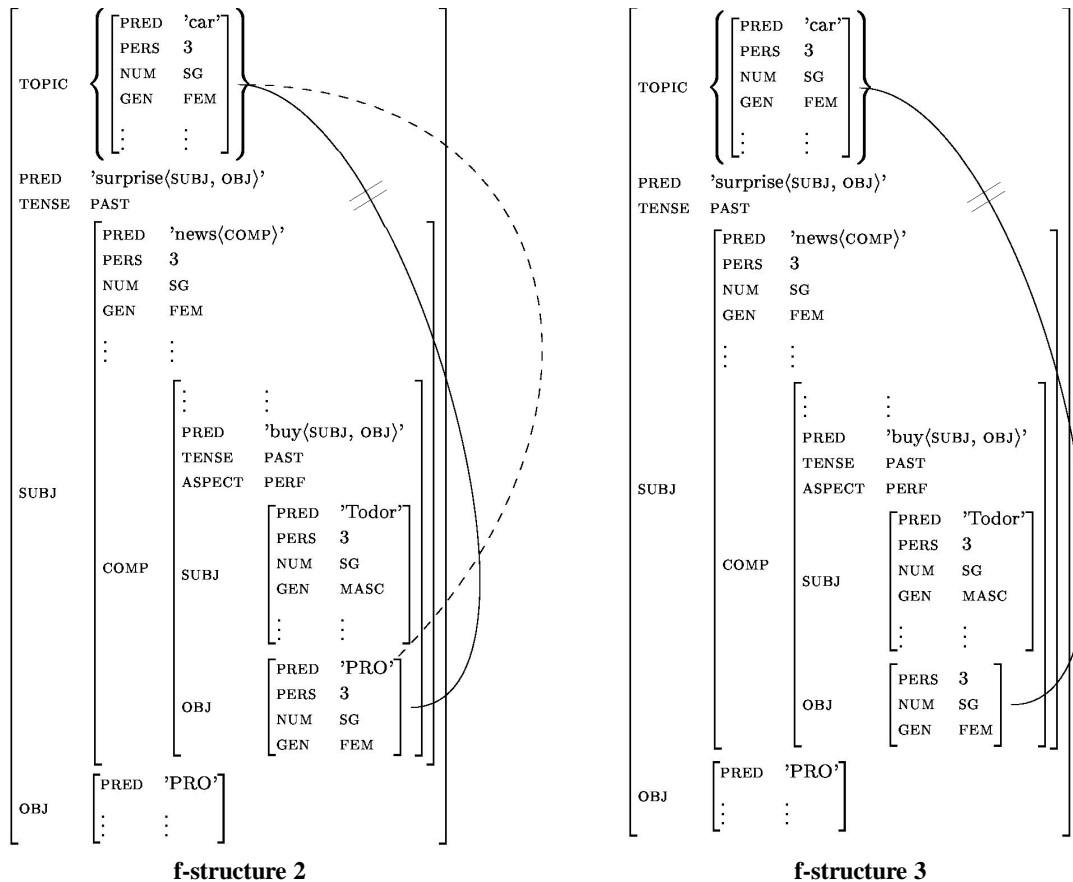 PRED 'car'
PERS 3
NUM SG
TOPIC
GEN FEM
⋮ ⋮
PRED 'surprise⟨SUBJ, OBJ⟩'
TENSE PAST
PRED 'news⟨COMP⟩'
PERS 3
NUM SG
GEN FEM
⋮ ⋮
⋮ ⋮
PRED 'buy⟨SUBJ, OBJ⟩'
TENSE PAST
ASPECT PERF
SUBJ
PRED 'Todor'
PERS 3
NUM SG
COMP SUBJ
GEN MASC
⋮ ⋮
PRED 'PRO'
PERS 3
OBJ NUM SG
GEN FEM
PRED 'PRO'
OBJ
⋮ ⋮
f-structure 2
PRED 'car'
PERS 3
NUM SG
TOPIC
GEN FEM
⋮ ⋮
PRED 'surprise⟨SUBJ, OBJ⟩'
TENSE PAST
PRED 'news⟨COMP⟩'
PERS 3
NUM SG
GEN FEM
⋮ ⋮
⋮ ⋮
PRED 'buy⟨SUBJ, OBJ⟩'
TENSE PAST
ASPECT PERF
SUBJ
PRED 'Todor'
PERS 3
NUM SG
COMP SUBJ
GEN MASC
⋮ ⋮
PERS 3
OBJ NUM SG
GEN FEM
PRED 'PRO'
OBJ
⋮ ⋮
f-structure 3